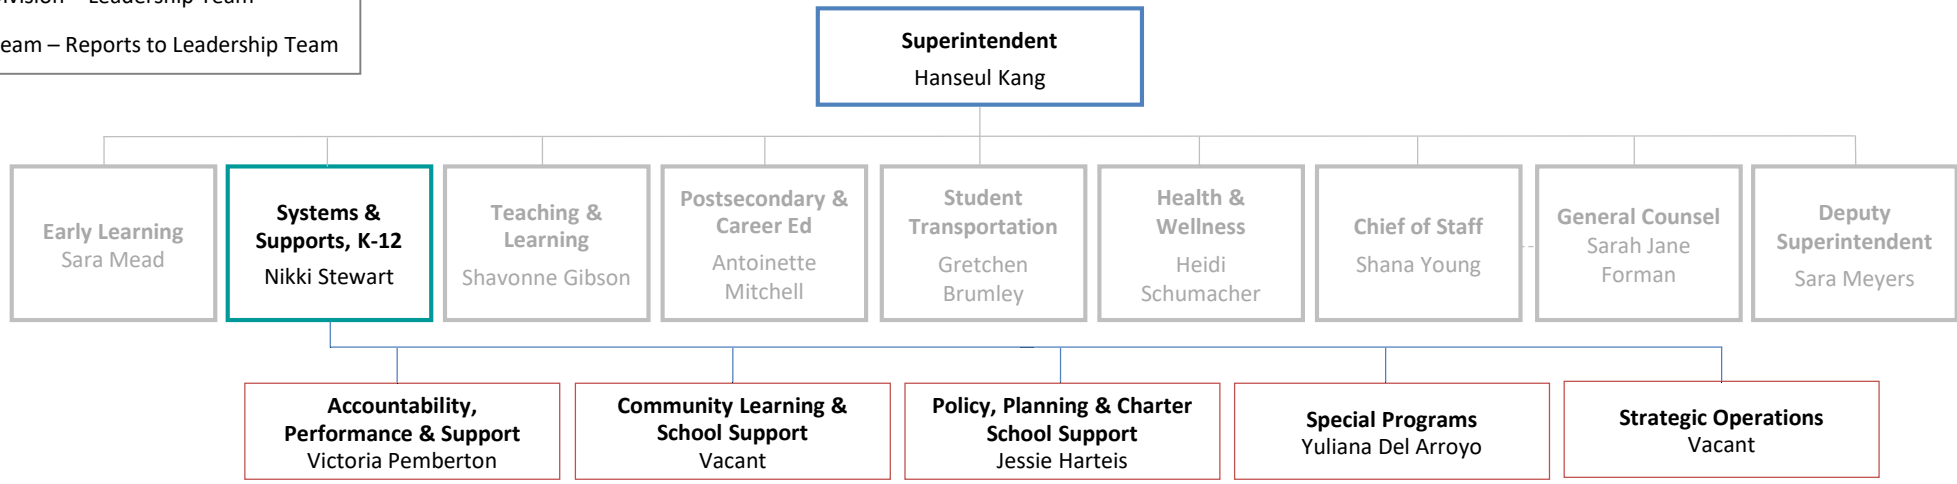 Team – Reports to Leadership Team
Superintendent
Hanseul Kang
Early Learning
Sara Mead
Systems &
Supports, K-12
Nikki Stewart
Teaching &
Learning
Shavonne Gibson
Postsecondary &
Career Ed
Antoinette
Mitchell
Student
Transportation
Gretchen
Brumley
Health &
Wellness
Heidi
Schumacher
Chief of Staff
Shana Young
General Counsel
Sarah Jane
Forman
Deputy
Superintendent
Sara Meyers
Accountability,
Performance & Support
Victoria Pemberton
Community Learning &
School Support
Vacant
Policy, Planning & Charter
School Support
Jessie Harteis
Special Programs
Yuliana Del Arroyo
Strategic Operations
Vacant